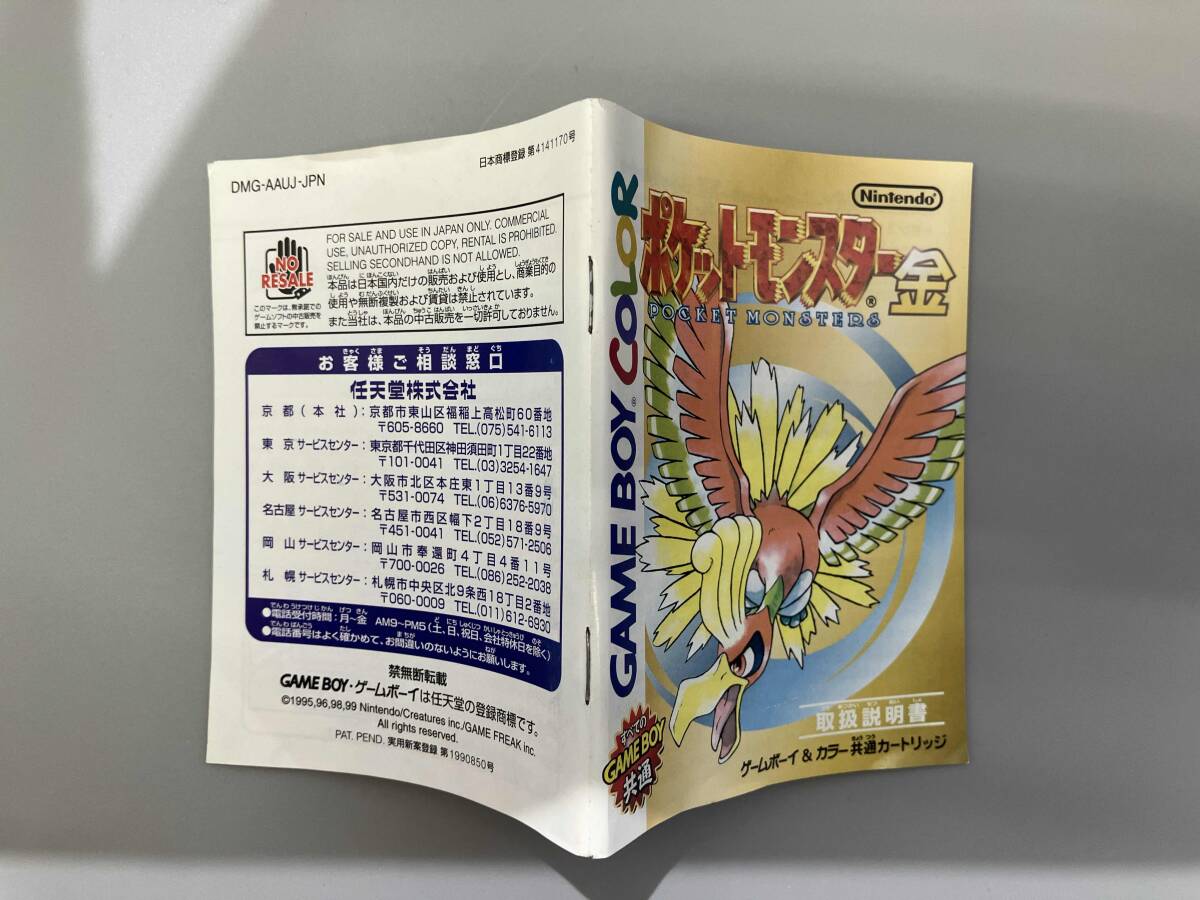 DMG-AAUJ-JPN
日本商標登録 第4141170号
NO
RESALE
このマークは、無承諾での
ゲームソフトの中古販売を
禁止するマークです。
FOR SALE AND USE IN JAPAN ONLY. COMMERCIAL
USE, UNAUTHORIZED COPY, RENTAL IS PROHIBITED.
SELLING SECONDHAND IS NOT ALLOWED.
本品は日本国内だけの販売および使用とし、商業目的の
使用や無断複製および賃貸は禁止されています。
また当社は、本品の中古販売を一切許可しておりません。
お客様ご相談窓口
任天堂株式会社
京都(本社):京都市東山区福稲上高松町60番地
〒605-8660 TEL.(075)541-6113
東京サービスセンター:東京都千代田区神田須田町1丁目22番地
〒101-0041 TEL.(03)3254-1647
大阪サービスセンター:大阪市北区本庄東1丁目13番9号
〒531-0074 TEL.(06)6376-5970
名古屋サービスセンター:名古屋市西区幅下2丁目18番9号
〒451-0041 TEL.(052)571-2506
岡山サービスセンター:岡山市奉還町4丁目4番11号
〒700-0026 TEL.(086)252-2038
札幌サービスセンター:札幌市中央区北9条西18丁目2番地
〒060-0009 TEL.(011)612-6930
●電話受付時間:月~金 AM9~PM5(土、日、祝日、会社特休日を除く)
●電話番号はよく確かめて、お間違いのないようにお願いします。
禁無断転載
GAME BOY・ゲームボーイは任天堂の登録商標です。
©1995,96,98,99 Nintendo/Creatures inc./GAME FREAK inc.
All rights reserved.
PAT. PEND. 実用新案登録 第1990850号
GAME BOY® COLOR
すべての
GAME BOY
共通
Nintendo®
ポケットモンスター®金
POCKET MONSTERS
取扱説明書
ゲームボーイ&カラー共通カートリッジ